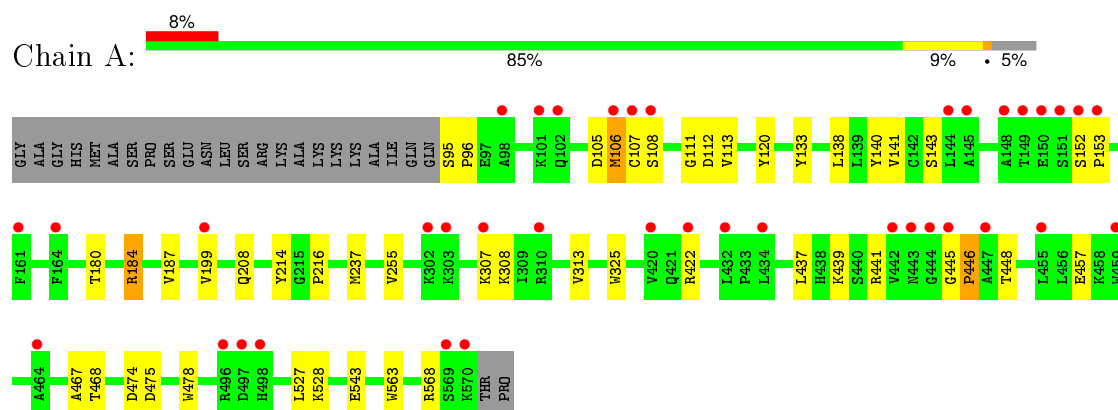 8%
Chain A:
85% 9% • 5%
GLY ALA GLY HIS MET ALA SER PRO SER GLU ASN LEU SER ARG LYS ALA LYS LYS LYS ALA ILE GLN GLN S95 P96 E97 A98 K101 Q102 D105 M106 C107 S108 G111 D112 V113 Y120 Y133 L138 L139 Y140 Y141 C142 S143 L144 A145 A148 T149 E150 S151 S152 P153
F161 F164 T180 R184 V187 V199 Q208 Y214 G215 P216 M237 V255 K302 K303 K307 K308 I309 R310 V313 W325 V420 Q421 R422 L432 P433 L434 L437 H438 K439 S440 R441 V442 N443 G444 G445 P446 A447 T448 L455 L456 E457 K458 W459
A464 A467 T468 D474 D475 W478 R496 D497 H498 L527 K528 E543 W563 R568 S569 K570 THR PRO